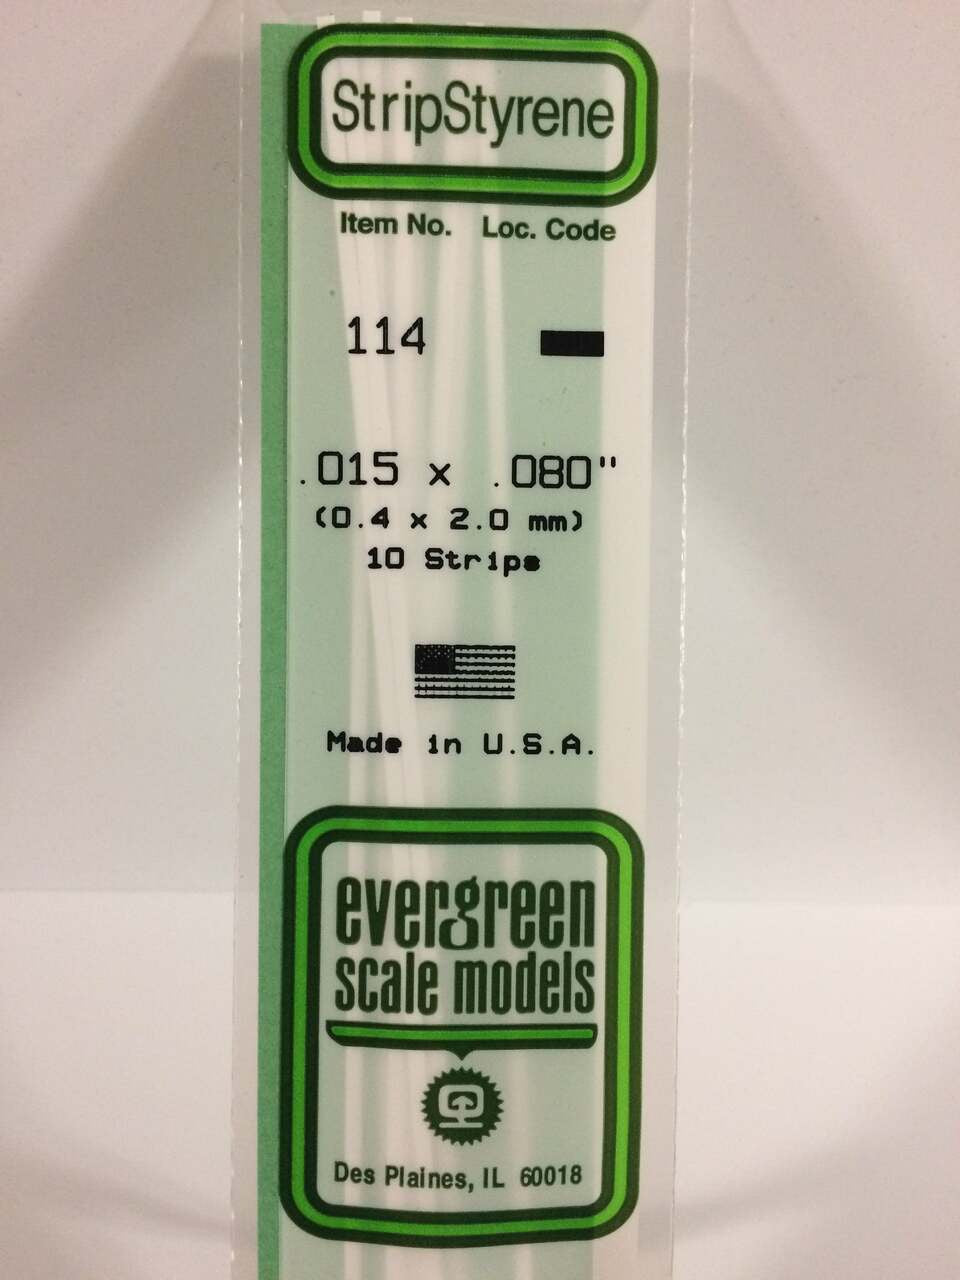 StripStyrene
Item No. Loc. Code
114
.015 x .080"
(0.4 x 2.0 mm)
10 Strips
Made in U.S.A.
evergreen
scale models
Des Plaines, IL 60018